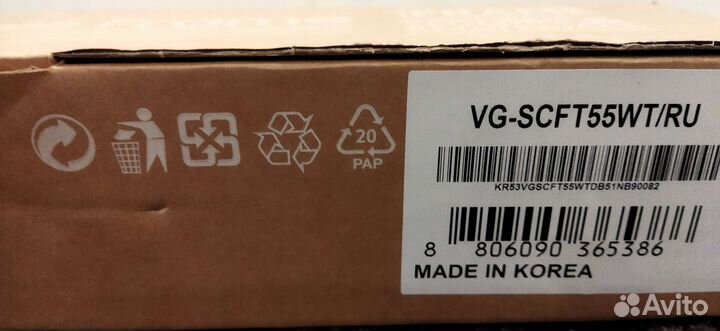 20
PAP
VG-SCFT55WT/RU
KR53VGSCFT55WTDB51NB90082
8 806090 365386
MADE IN KOREA
Avito